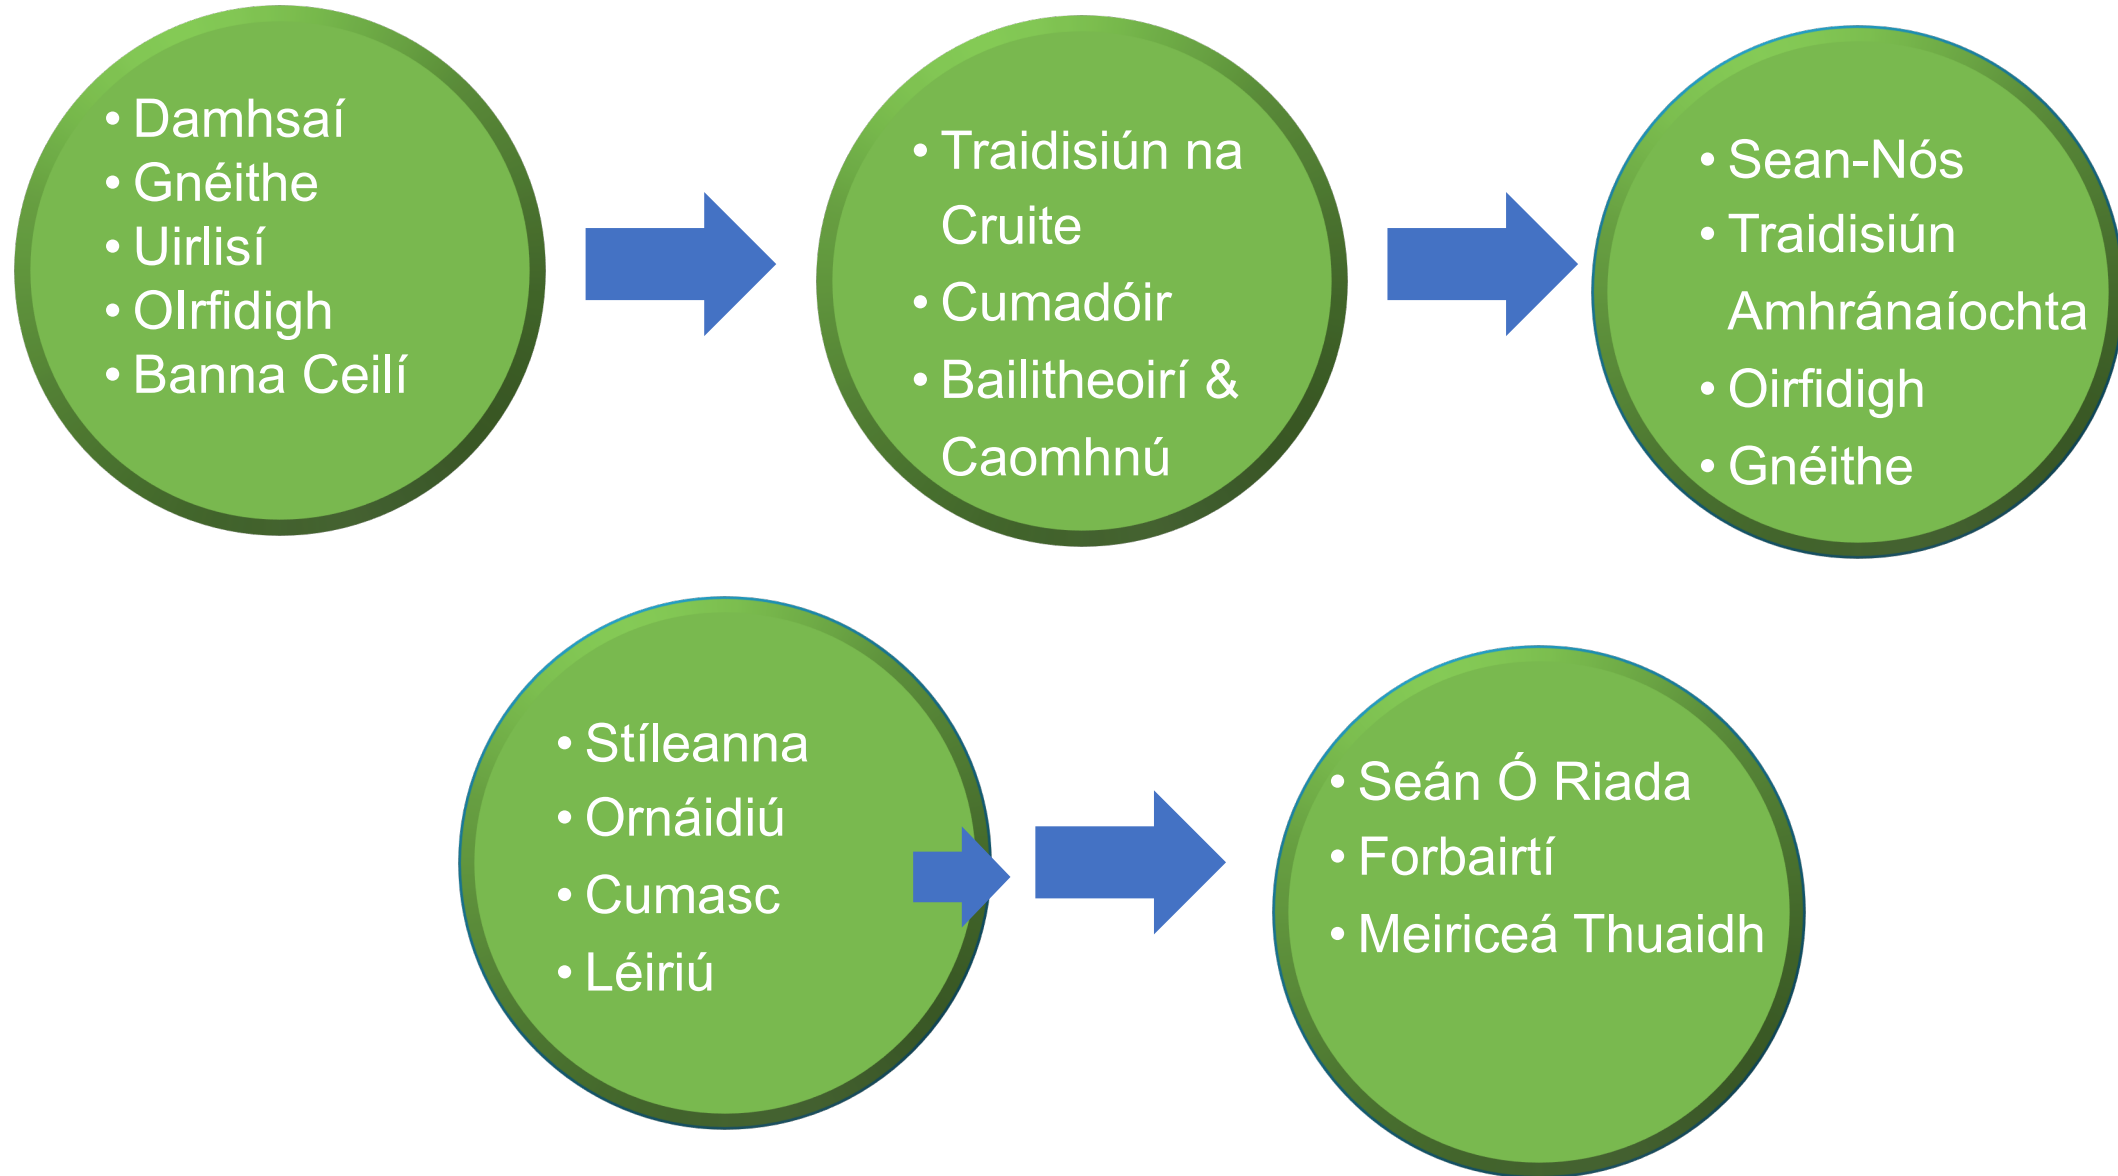 • Damhsaí
• Gnéithe
• Uirlisí
• OIrfidigh
• Banna Ceilí
• Traidisiún na
Cruite
• Cumadóir
• Bailitheoirí &
Caomhnú
• Sean-Nós
• Traidisiún
Amhránaíochta
• Oirfidigh
• Gnéithe
• Stíleanna
• Ornáidiú
• Cumasc
• Léiriú
• Seán Ó Riada
• Forbairtí
• Meiriceá Thuaidh